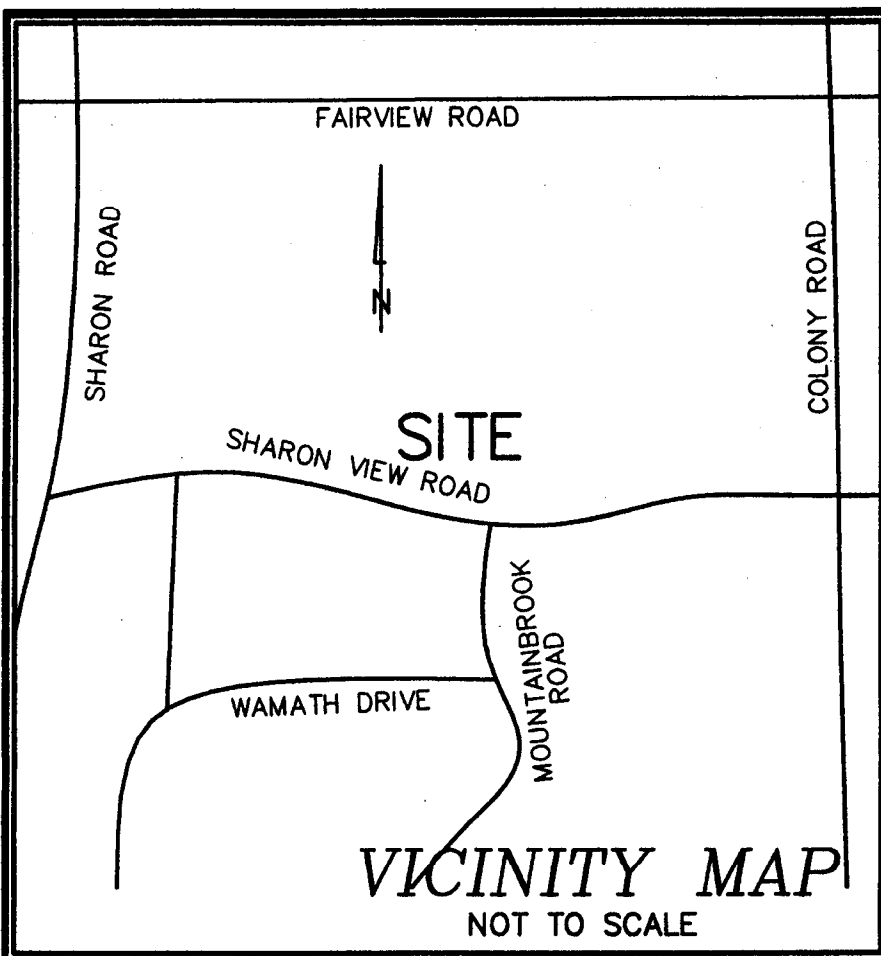 FAIRVIEW ROAD
SHARON ROAD
COLONY ROAD
N
SITE
SHARON VIEW ROAD
MOUNTAINBROOK
ROAD
WAMATH DRIVE
VICINITY MAP
NOT TO SCALE